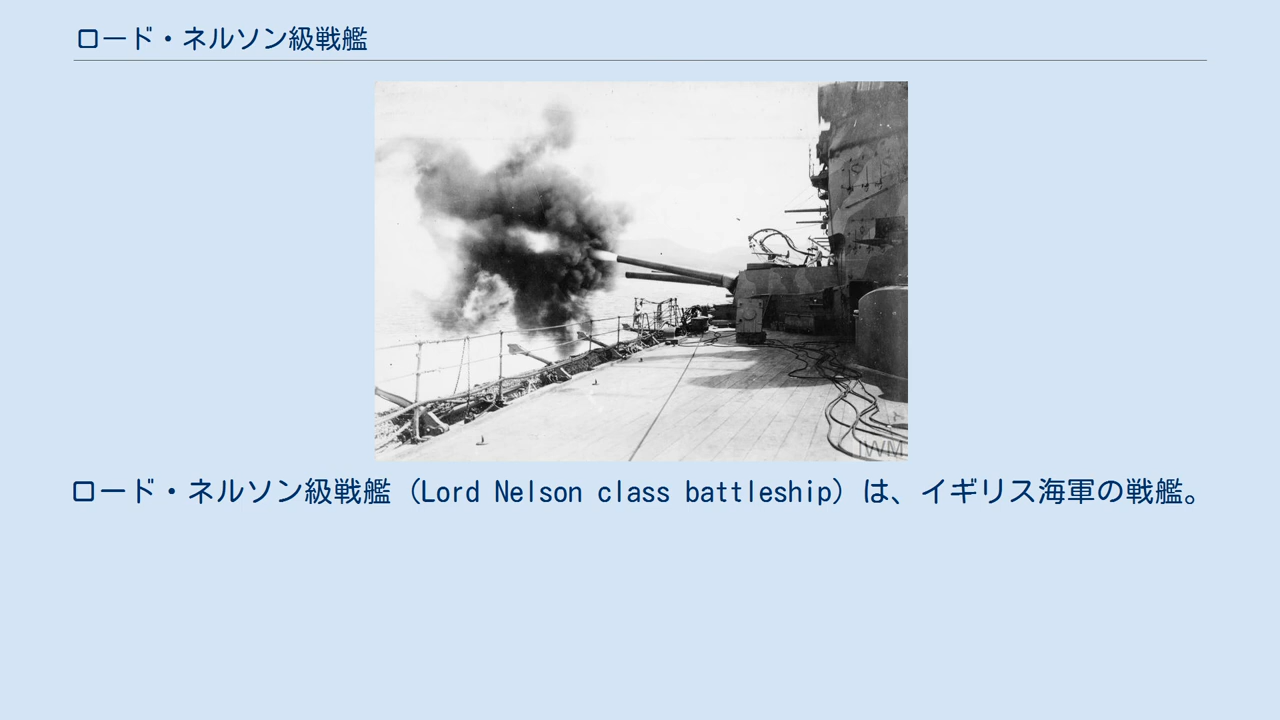 ロード・ネルソン級戦艦
IWM
ロード・ネルソン級戦艦（Lord Nelson class battleship）は、イギリス海軍の戦艦。